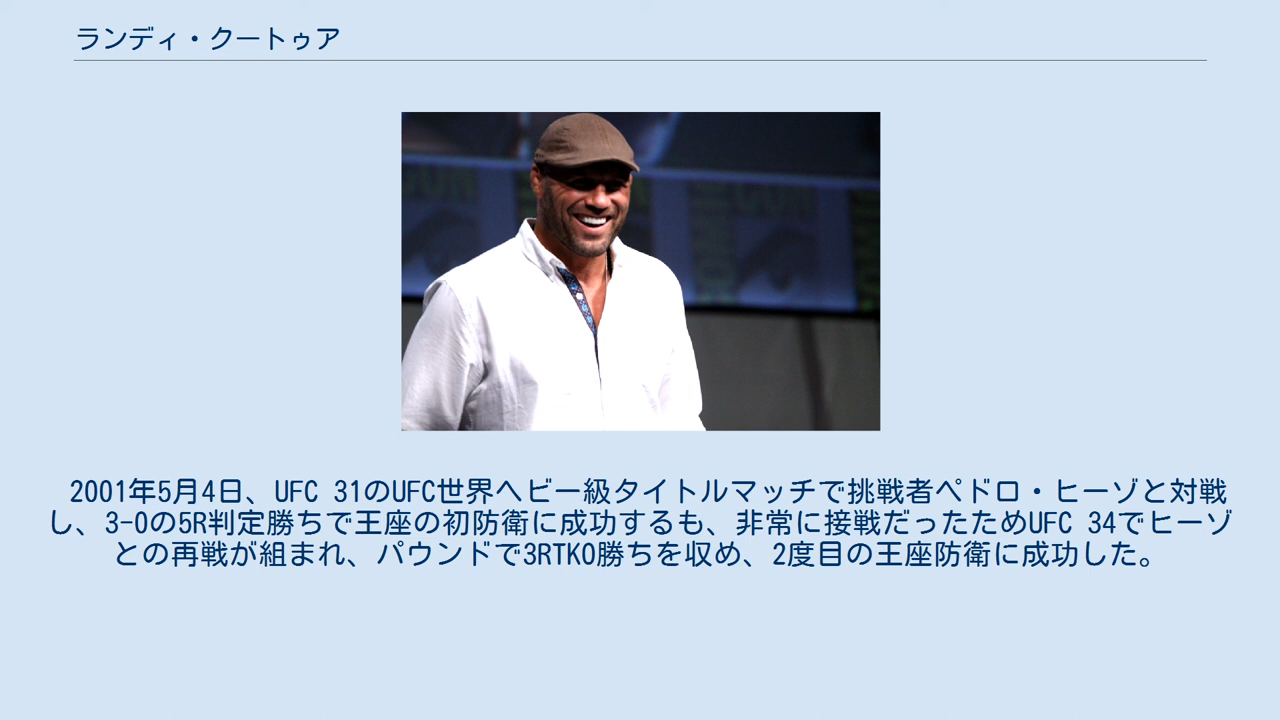 ランディ・クートゥア
2001年5月4日、UFC 31のUFC世界ヘビー級タイトルマッチで挑戦者ペドロ・ヒーゾと対戦
し、3-0の5R判定勝ちで王座の初防衛に成功するも、非常に接戦だったためUFC 34でヒーゾ
との再戦が組まれ、パウンドで3RTKO勝ちを収め、2度目の王座防衛に成功した。